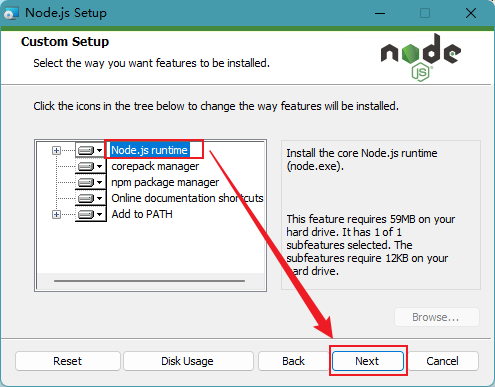 Node.js Setup
Custom Setup
Select the way you want features to be installed.
node
JS
Click the icons in the tree below to change the way features will be installed.
Node.js runtime
corepack manager
npm package manager
Online documentation shortcuts
Add to PATH
Install the core Node.js runtime
(node.exe).
This feature requires 59MB on your
hard drive. It has 1 of 1
subfeatures selected. The
subfeatures require 12KB on your
hard drive.
Browse...
Reset
Disk Usage
Back
Next
Cancel